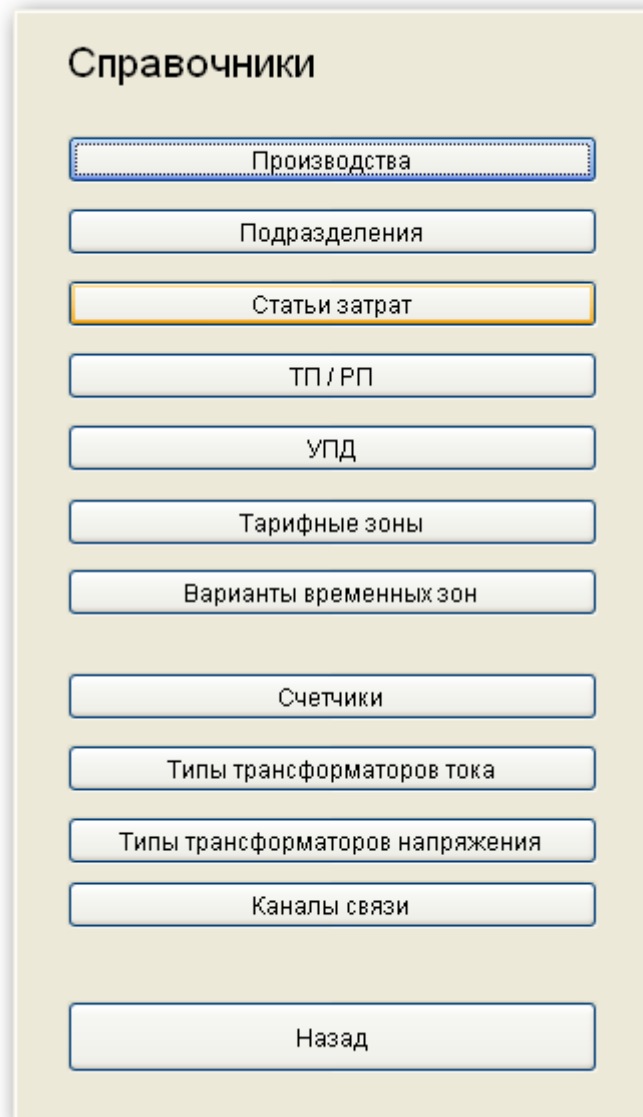 Справочники
Производства
Подразделения
Статьи затрат
ТП / РП
УПД
Тарифные зоны
Варианты временных зон
Счетчики
Типы трансформаторов тока
Типы трансформаторов напряжения
Каналы связи
Назад